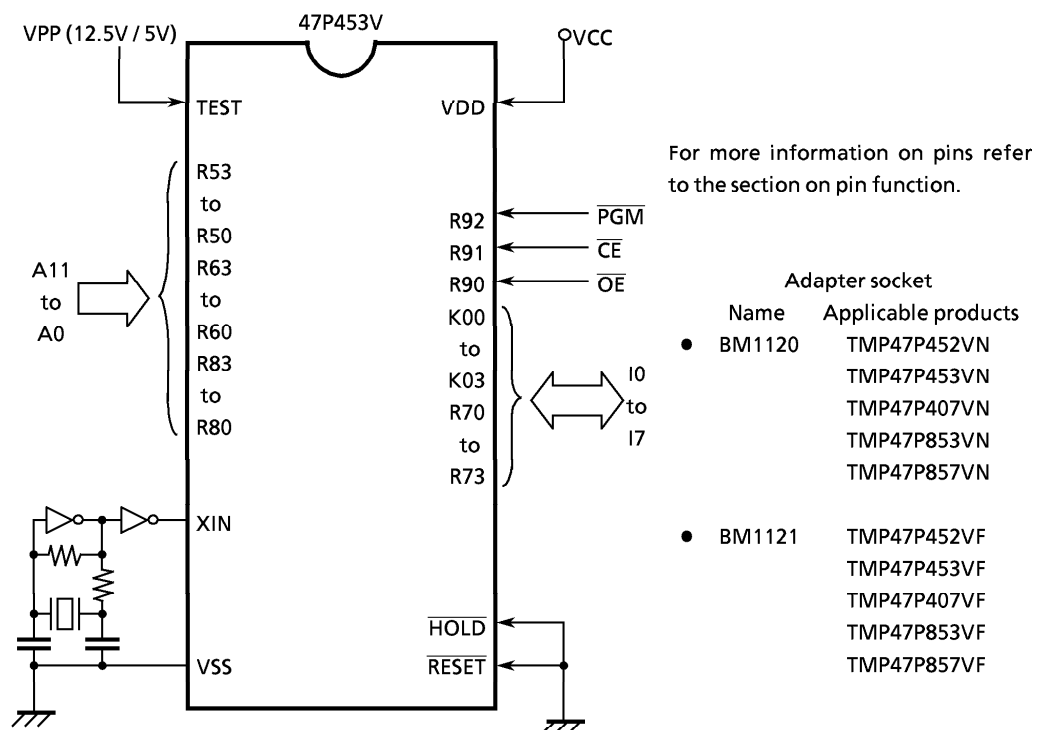 47P453V
VPP (12.5V / 5V)
VCC
TEST
VDD
R53
to
R50
R63
to
R60
R83
to
R80
A11
to
A0
R92
R91
R90
PGM
CE
OE
K00
to
K03
R70
to
R73
I0
to
I7
XIN
VSS
HOLD
RESET
For more information on pins refer
to the section on pin function.
Adapter socket
Name Applicable products
● BM1120 TMP47P452VN
TMP47P453VN
TMP47P407VN
TMP47P853VN
TMP47P857VN
● BM1121 TMP47P452VF
TMP47P453VF
TMP47P407VF
TMP47P853VF
TMP47P857VF